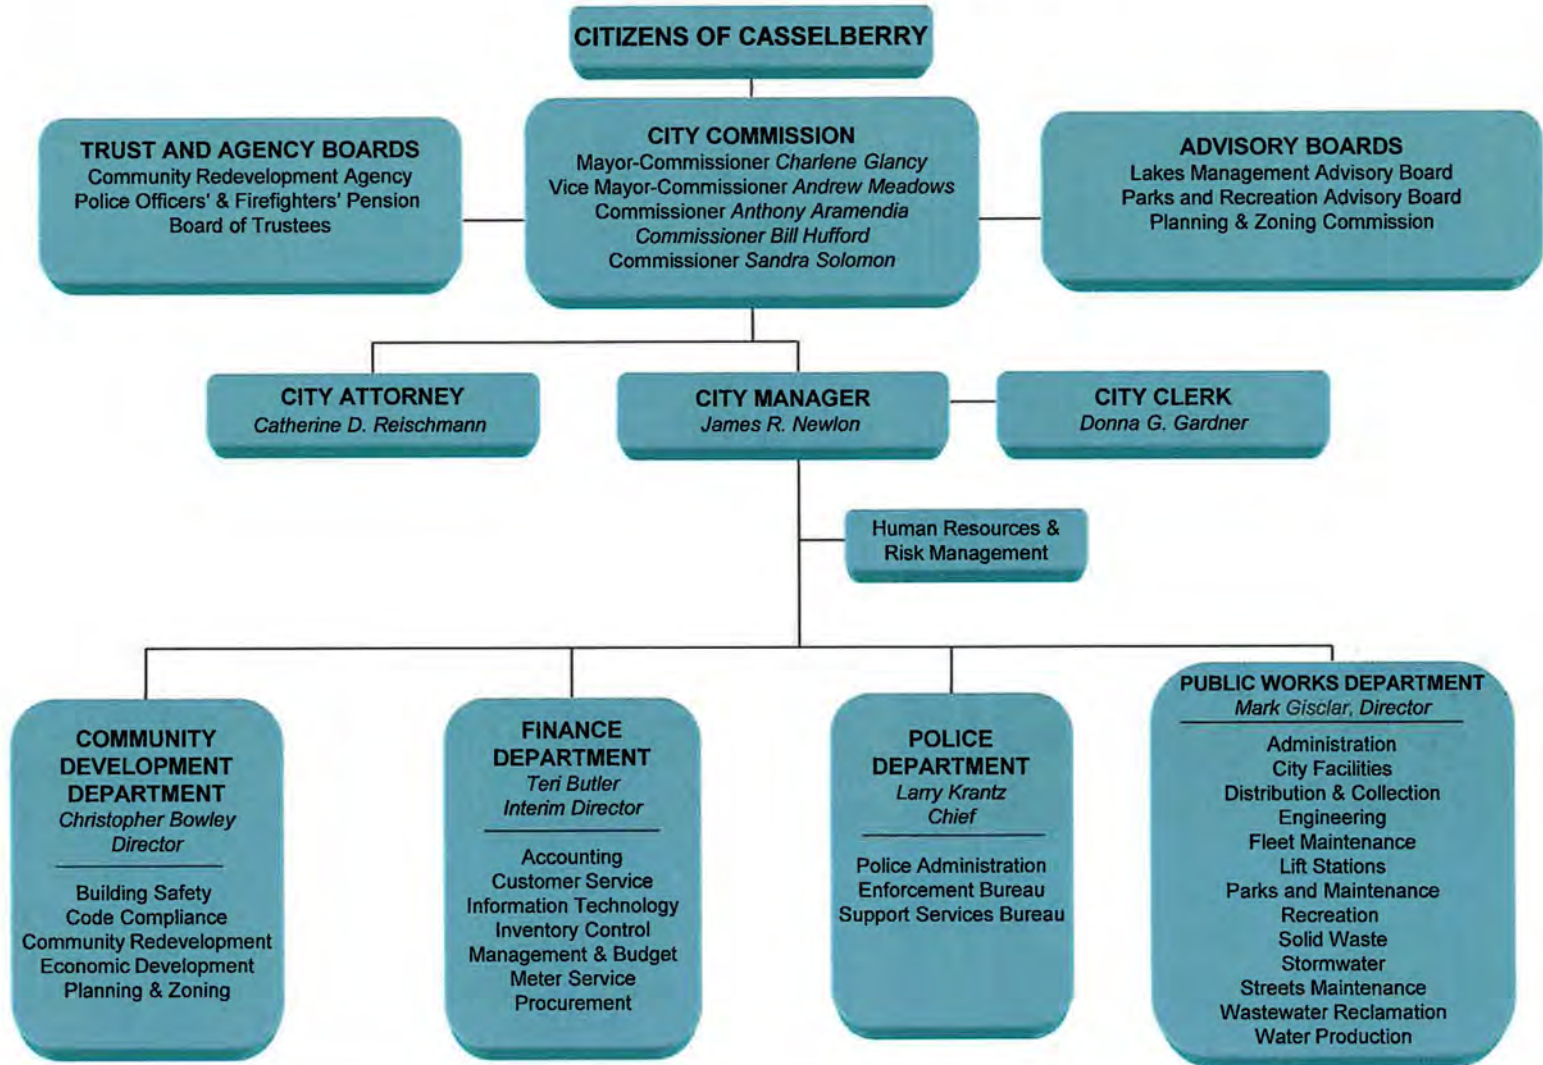 CITIZENS OF CASSELBERRY
TRUST AND AGENCY BOARDS
Community Redevelopment Agency
Police Officers' & Firefighters' Pension
Board of Trustees
CITY COMMISSION
Mayor-Commissioner Charlene Glancy
Vice Mayor-Commissioner Andrew Meadows
Commissioner Anthony Aramendia
Commissioner Bill Hufford
Commissioner Sandra Solomon
ADVISORY BOARDS
Lakes Management Advisory Board
Parks and Recreation Advisory Board
Planning & Zoning Commission
CITY ATTORNEY
Catherine D. Reischmann
CITY MANAGER
James R. Newlon
CITY CLERK
Donna G. Gardner
Human Resources &
Risk Management
COMMUNITY
DEVELOPMENT
DEPARTMENT
Christopher Bowley
Director
Building Safety
Code Compliance
Community Redevelopment
Economic Development
Planning & Zoning
FINANCE
DEPARTMENT
Teri Butler
Interim Director
Accounting
Customer Service
Information Technology
Inventory Control
Management & Budget
Meter Service
Procurement
POLICE
DEPARTMENT
Larry Krantz
Chief
Police Administration
Enforcement Bureau
Support Services Bureau
PUBLIC WORKS DEPARTMENT
Mark Gisclar, Director
Administration
City Facilities
Distribution & Collection
Engineering
Fleet Maintenance
Lift Stations
Parks and Maintenance
Recreation
Solid Waste
Stormwater
Streets Maintenance
Wastewater Reclamation
Water Production